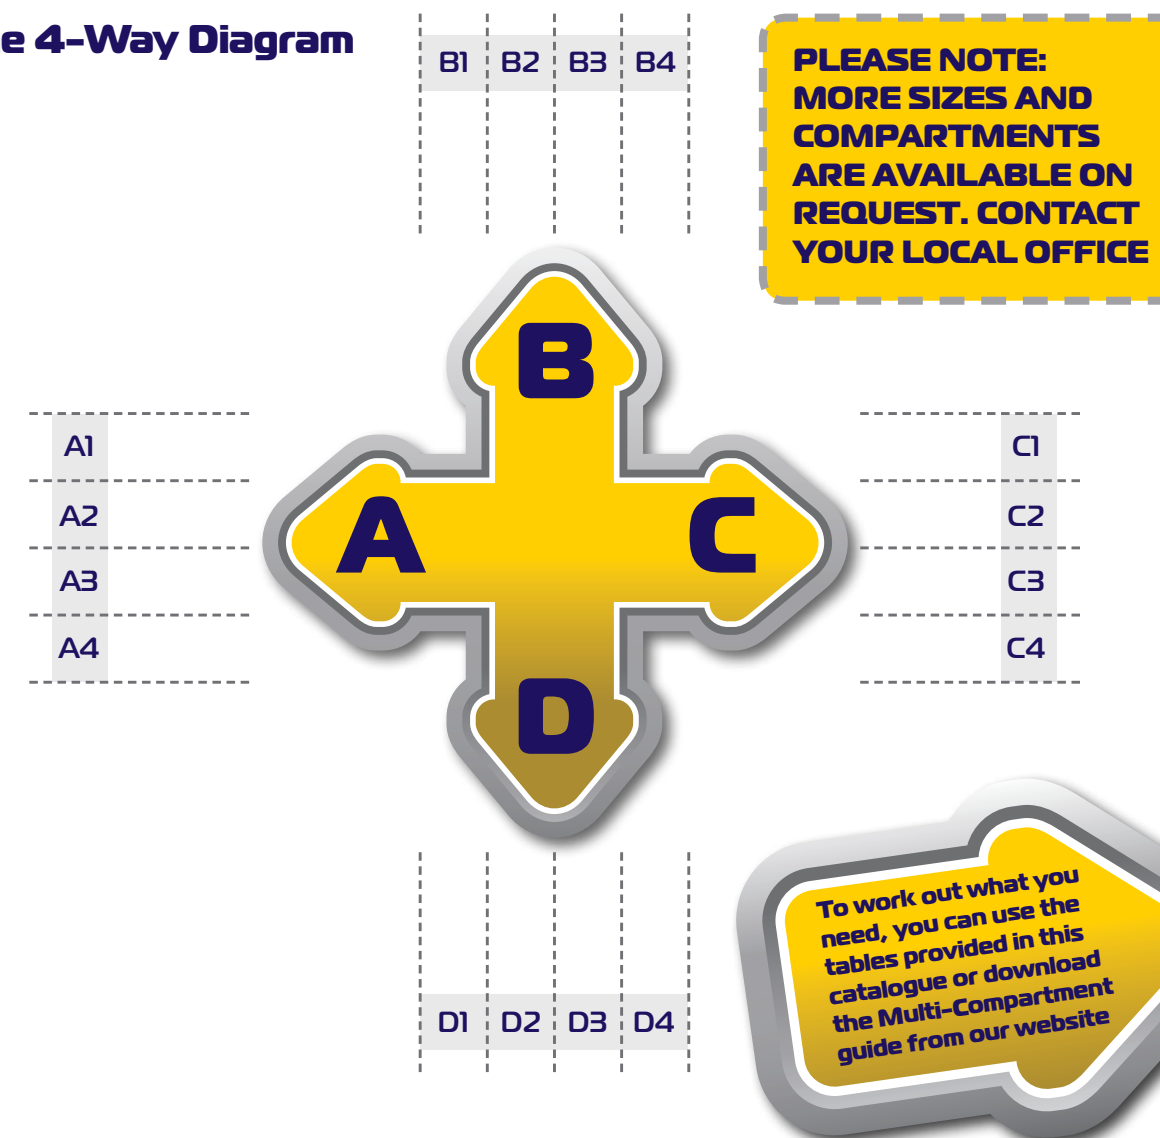 e 4-Way Diagram
B1 B2 B3 B4
PLEASE NOTE:
MORE SIZES AND
COMPARTMENTS
ARE AVAILABLE ON
REQUEST. CONTACT
YOUR LOCAL OFFICE
B
A1
A2
A3
A4
A
C
C1
C2
C3
C4
D
D1 D2 D3 D4
To work out what you
need, you can use the
tables provided in this
catalogue or download
the Multi-Compartment
guide from our website